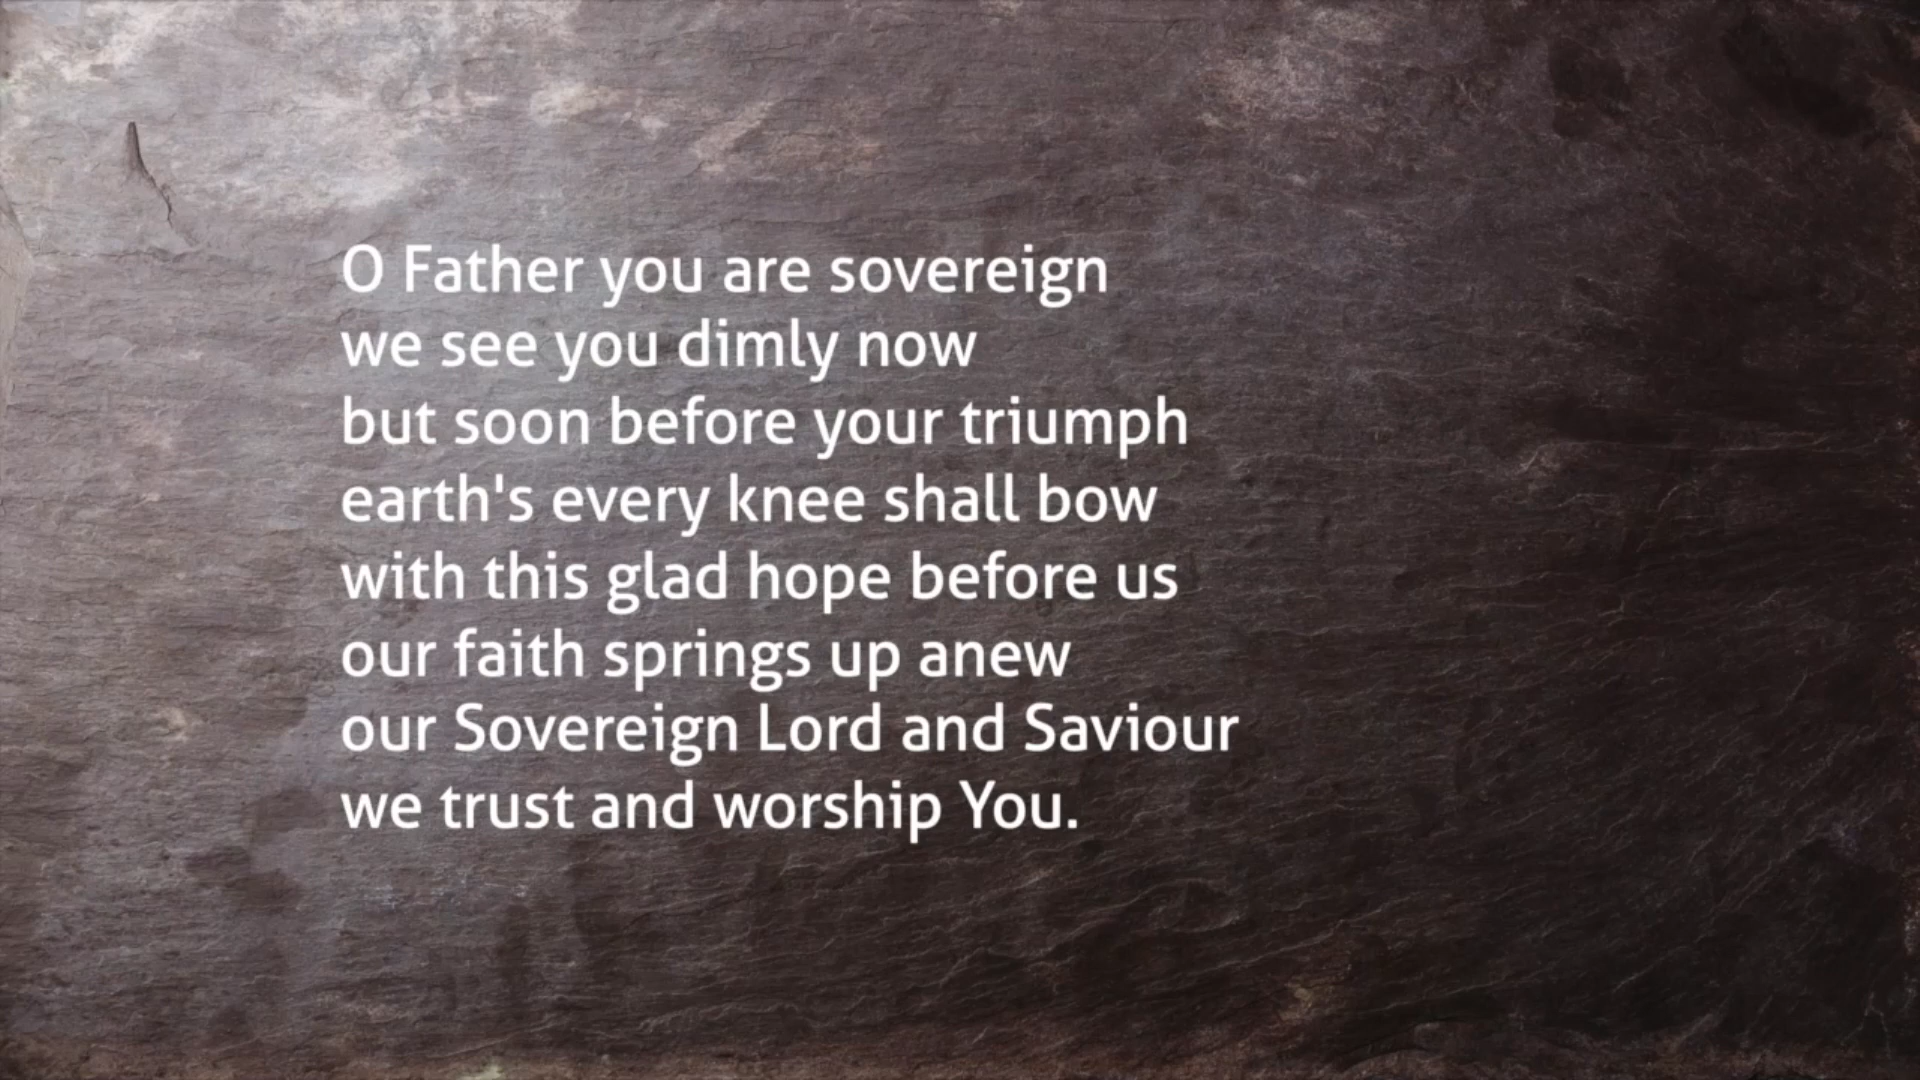 O Father you are sovereign
we see you dimly now
but soon before your triumph
earth's every knee shall bow
with this glad hope before us
our faith springs up anew
our Sovereign Lord and Saviour
we trust and worship You.